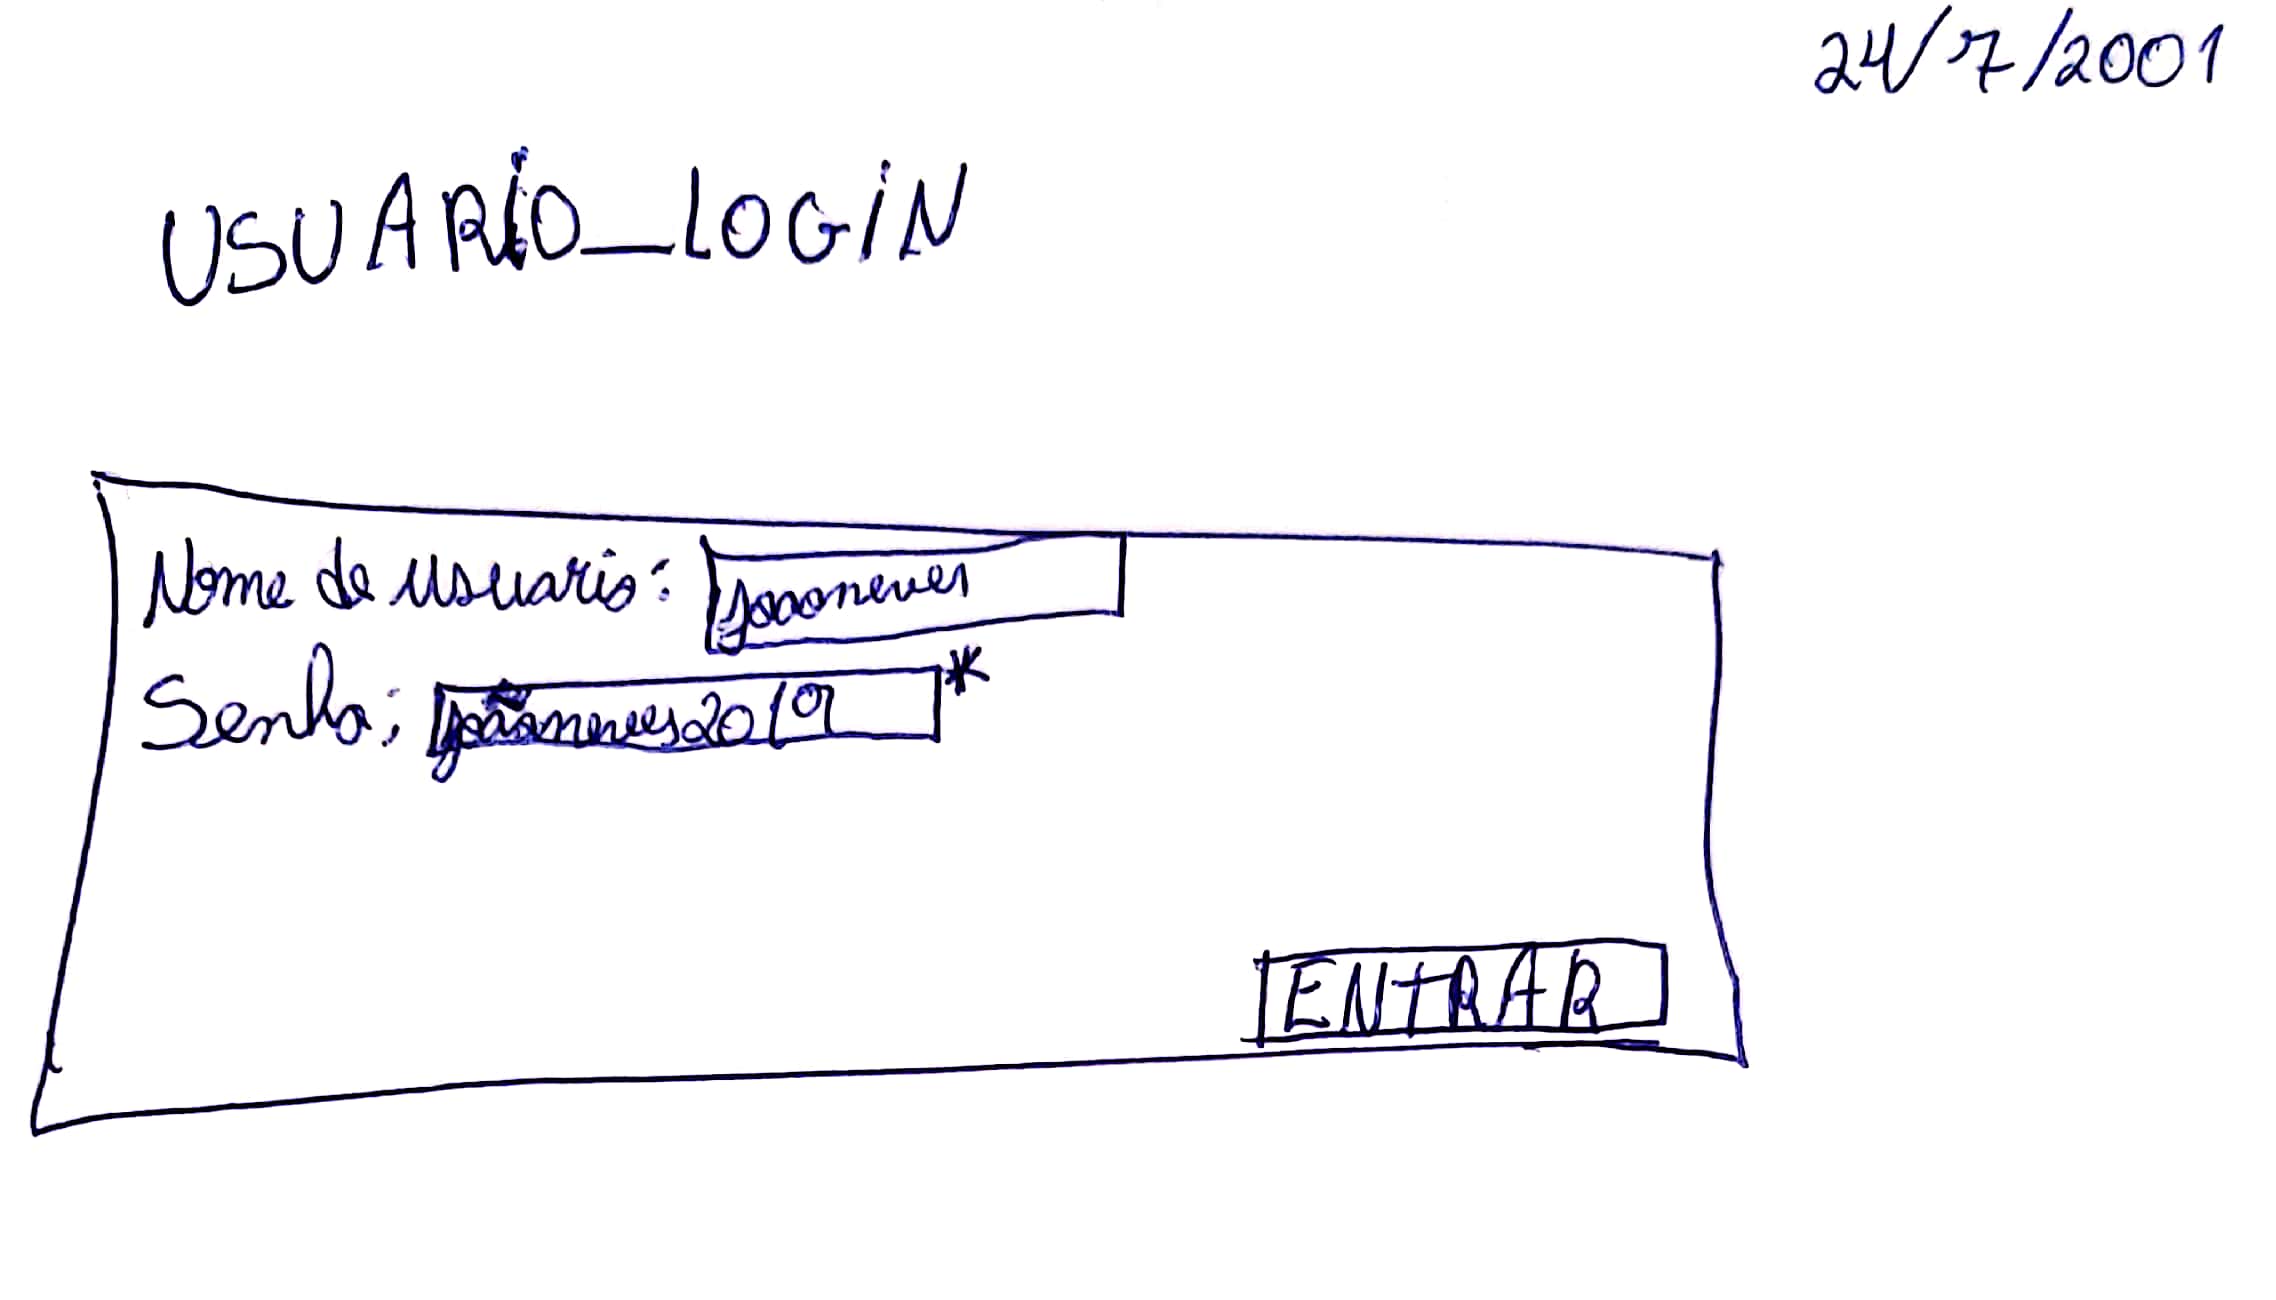 24/7/2001
USUARIO_LOGIN
Nome de usuario: joaoneves
Senha: joaoneves2019 *
ENTRAR